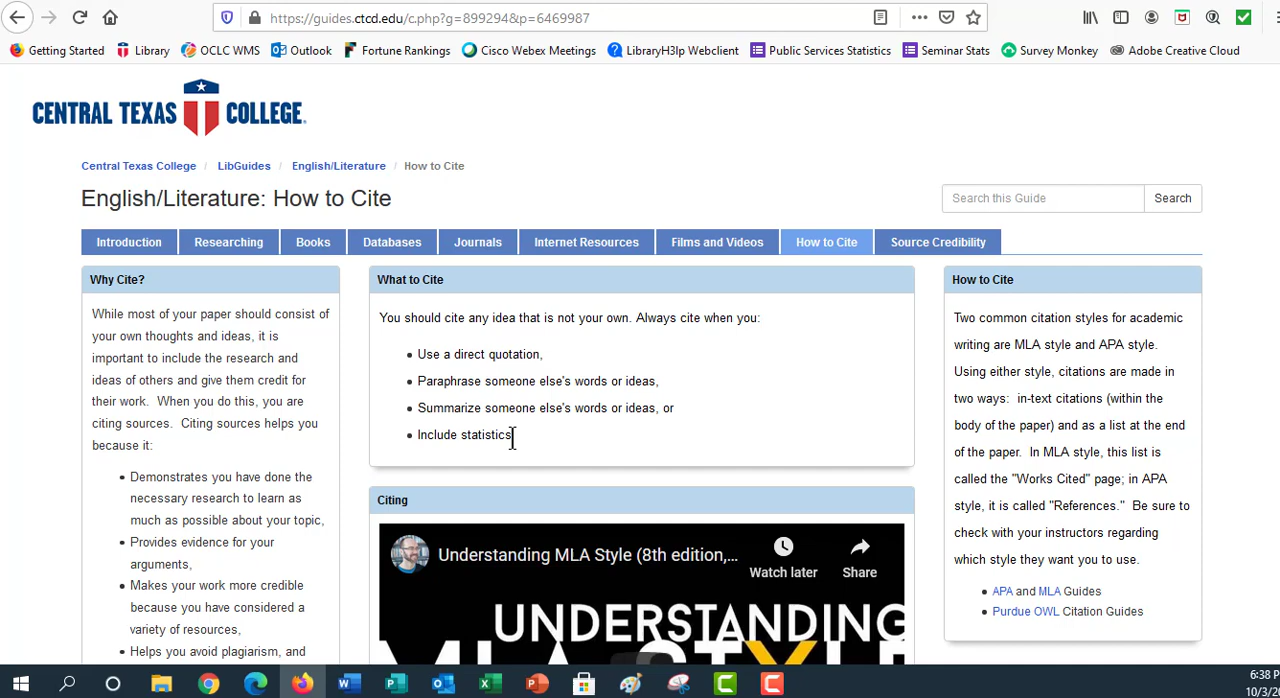 https://guides.ctcd.edu/c.php?g=899294&p=6469987
Getting Started
Library
OCLC WMS
Outlook
Fortune Rankings
Cisco Webex Meetings
LibraryH3lp Webclient
Public Services Statistics
Seminar Stats
Survey Monkey
Adobe Creative Cloud
CENTRAL TEXAS COLLEGE
Central Texas College / LibGuides / English/Literature / How to Cite
English/Literature: How to Cite
Search this Guide
Search
Introduction
Researching
Books
Databases
Journals
Internet Resources
Films and Videos
How to Cite
Source Credibility
Why Cite?
While most of your paper should consist of
your own thoughts and ideas, it is
important to include the research and
ideas of others and give them credit for
their work. When you do this, you are
citing sources. Citing sources helps you
because it:
Demonstrates you have done the
necessary research to learn as
much as possible about your topic,
Provides evidence for your
arguments,
Makes your work more credible
because you have considered a
variety of resources,
Helps you avoid plagiarism, and
What to Cite
You should cite any idea that is not your own. Always cite when you:
Use a direct quotation,
Paraphrase someone else's words or ideas,
Summarize someone else's words or ideas, or
Include statistics
Citing
Understanding MLA Style (8th edition,...
Watch later
Share
UNDERSTANDING
MLA STYLE
How to Cite
Two common citation styles for academic
writing are MLA style and APA style.
Using either style, citations are made in
two ways: in-text citations (within the
body of the paper) and as a list at the end
of the paper. In MLA style, this list is
called the "Works Cited" page; in APA
style, it is called "References." Be sure to
check with your instructors regarding
which style they want you to use.
APA and MLA Guides
Purdue OWL Citation Guides
6:38 P
10/3/20